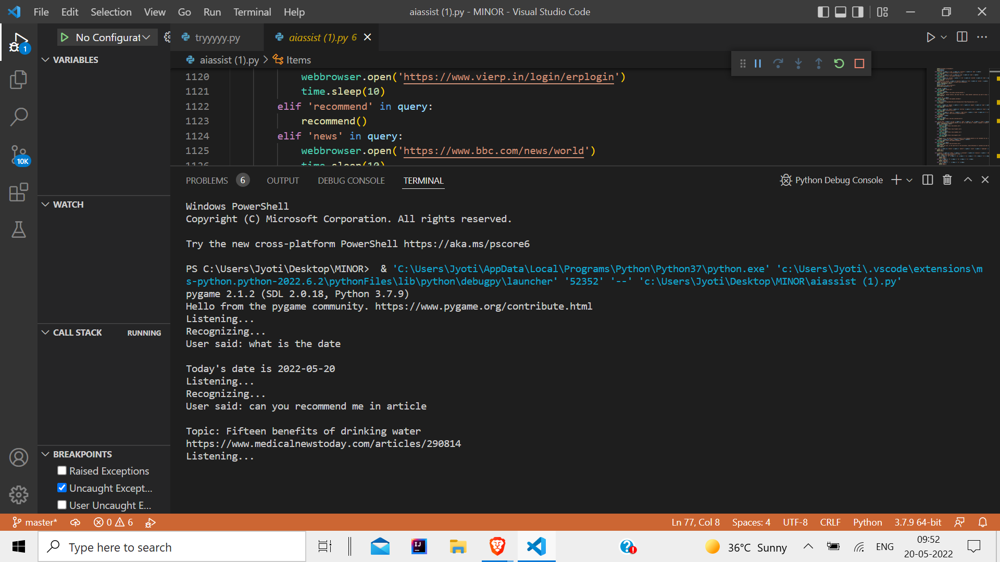 File Edit Selection View Go Run Terminal Help
aiassist (1).py - MINOR - Visual Studio Code
1
No Configurat
tryyyyy.py
aiassist (1).py 6
VARIABLES
aiassist (1).py > Items
1120 webbrowser.open('https://www.vierp.in/login/erplogin')
1121 time.sleep(10)
1122 elif 'recommend' in query:
1123 recommend()
1124 elif 'news' in query:
1125 webbrowser.open('https://www.bbc.com/news/world')
1126 time.sleep(10)
10K
PROBLEMS 6 OUTPUT DEBUG CONSOLE TERMINAL
Python Debug Console
WATCH
CALL STACK RUNNING
BREAKPOINTS
Raised Exceptions
Uncaught Except...
User Uncaught E...
Windows PowerShell
Copyright (C) Microsoft Corporation. All rights reserved.
Try the new cross-platform PowerShell https://aka.ms/pscore6
PS C:\Users\Jyoti\Desktop\MINOR>  & 'C:\Users\Jyoti\AppData\Local\Programs\Python\Python37\python.exe' 'c:\Users\Jyoti\.vscode\extensions\m
s-python.python-2022.6.2\pythonFiles\lib\python\debugpy\launcher' '52352' '--' 'c:\Users\Jyoti\Desktop\MINOR\aiassist (1).py'
pygame 2.1.2 (SDL 2.0.18, Python 3.7.9)
Hello from the pygame community. https://www.pygame.org/contribute.html
Listening...
Recognizing...
User said: what is the date
Today's date is 2022-05-20
Listening...
Recognizing...
User said: can you recommend me in article
Topic: Fifteen benefits of drinking water
https://www.medicalnewstoday.com/articles/290814
Listening...
master* 0 6
Ln 77, Col 8 Spaces: 4 UTF-8 CRLF Python 3.7.9 64-bit
Type here to search
IJ
36°C Sunny
ENG
09:52
20-05-2022